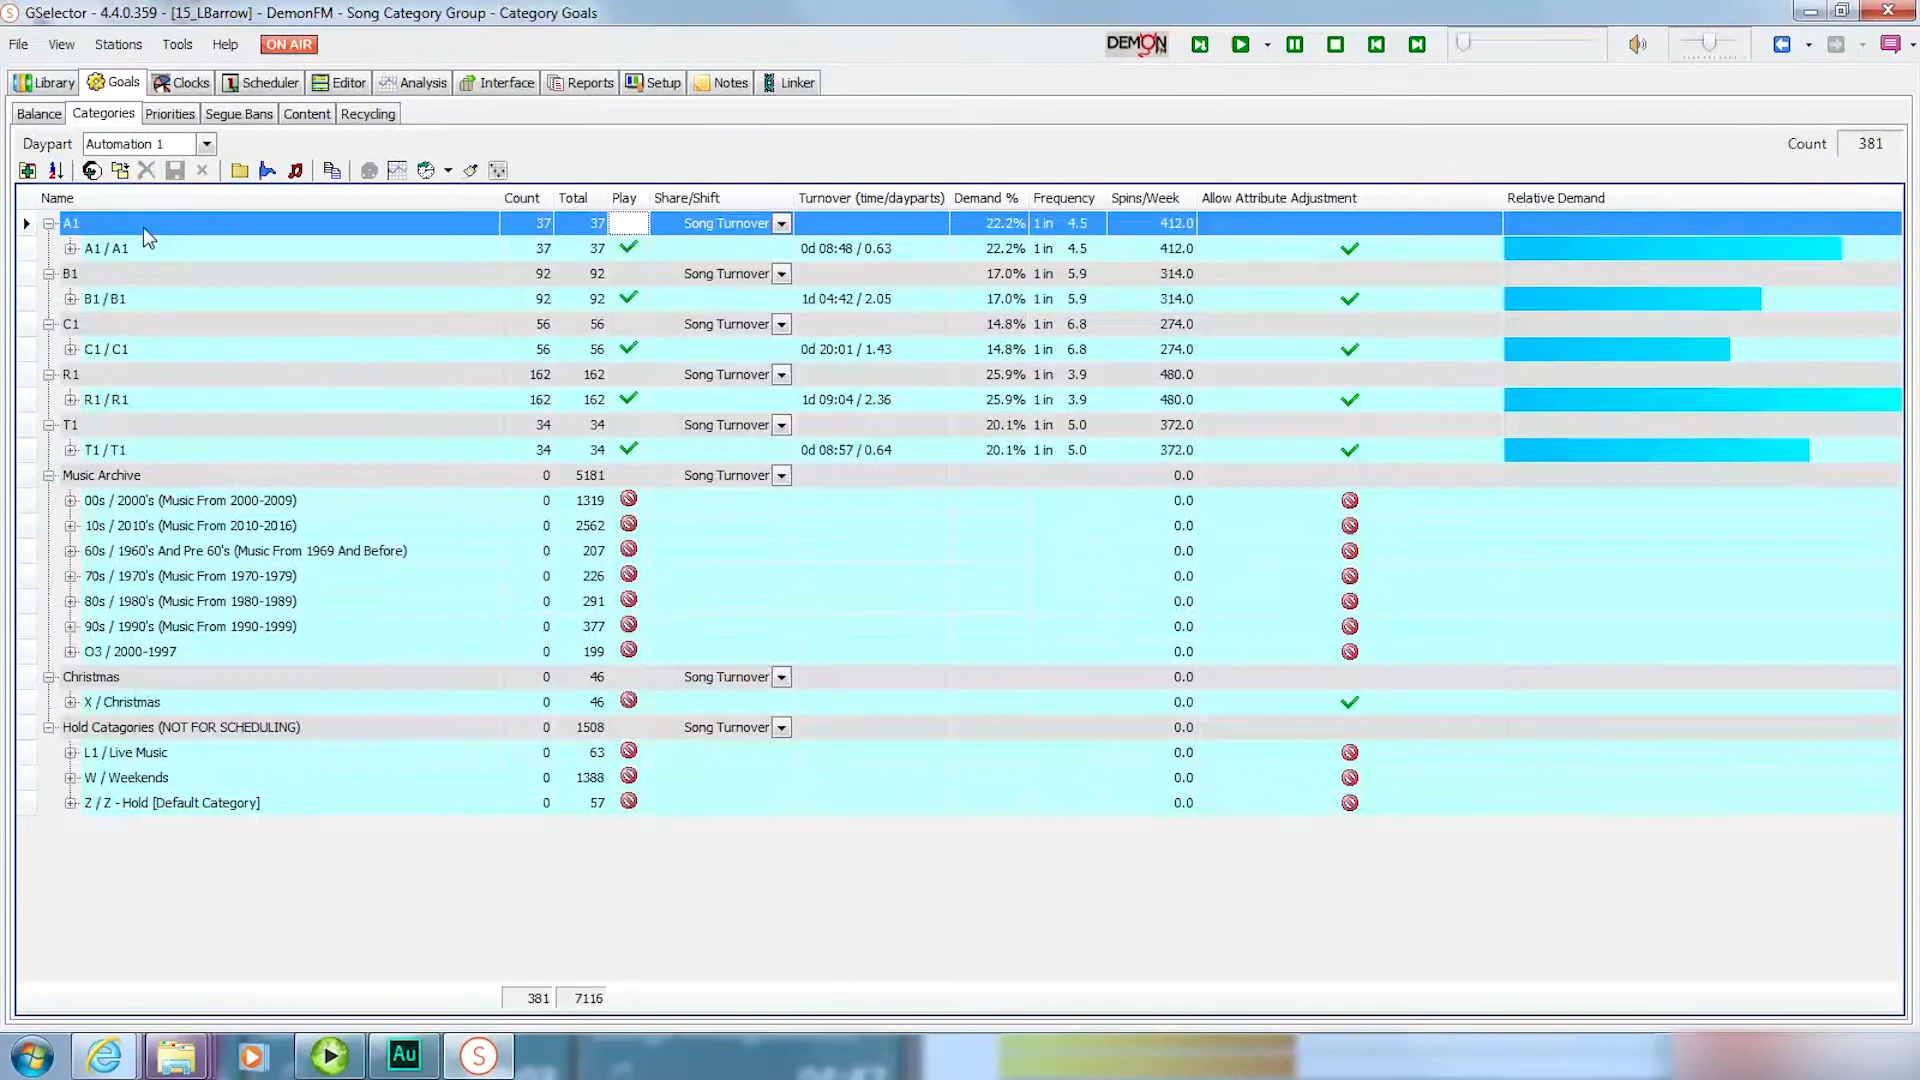 GSelector - 4.4.0.359 - [15_LBarrow] - DemonFM - Song Category Group - Category Goals
File View Stations Tools Help ON AIR DEMON
Library Goals Clocks Scheduler Editor Analysis Interface Reports Setup Notes Linker
Balance Categories Priorities Segue Bans Content Recycling
Daypart Automation 1 Count 381
Name Count Total Play Share/Shift Turnover (time/dayparts) Demand % Frequency Spins/Week Allow Attribute Adjustment Relative Demand
A1 37 37 Song Turnover 22.2% 1 in 4.5 412.0
A1 / A1 37 37 0d 08:48 / 0.63 22.2% 1 in 4.5 412.0
B1 92 92 Song Turnover 17.0% 1 in 5.9 314.0
B1 / B1 92 92 1d 04:42 / 2.05 17.0% 1 in 5.9 314.0
C1 56 56 Song Turnover 14.8% 1 in 6.8 274.0
C1 / C1 56 56 0d 20:01 / 1.43 14.8% 1 in 6.8 274.0
R1 162 162 Song Turnover 25.9% 1 in 3.9 480.0
R1 / R1 162 162 1d 09:04 / 2.36 25.9% 1 in 3.9 480.0
T1 34 34 Song Turnover 20.1% 1 in 5.0 372.0
T1 / T1 34 34 0d 08:57 / 0.64 20.1% 1 in 5.0 372.0
Music Archive 0 5181 Song Turnover 0.0
00s / 2000's (Music From 2000-2009) 0 1319 0.0
10s / 2010's (Music From 2010-2016) 0 2562 0.0
60s / 1960's And Pre 60's (Music From 1969 And Before) 0 207 0.0
70s / 1970's (Music From 1970-1979) 0 226 0.0
80s / 1980's (Music From 1980-1989) 0 291 0.0
90s / 1990's (Music From 1990-1999) 0 377 0.0
O3 / 2000-1997 0 199 0.0
Christmas 0 46 Song Turnover 0.0
X / Christmas 0 46 0.0
Hold Catagories (NOT FOR SCHEDULING) 0 1508 Song Turnover 0.0
L1 / Live Music 0 63 0.0
W / Weekends 0 1388 0.0
Z / Z - Hold [Default Category] 0 57 0.0
381 7116
Au S